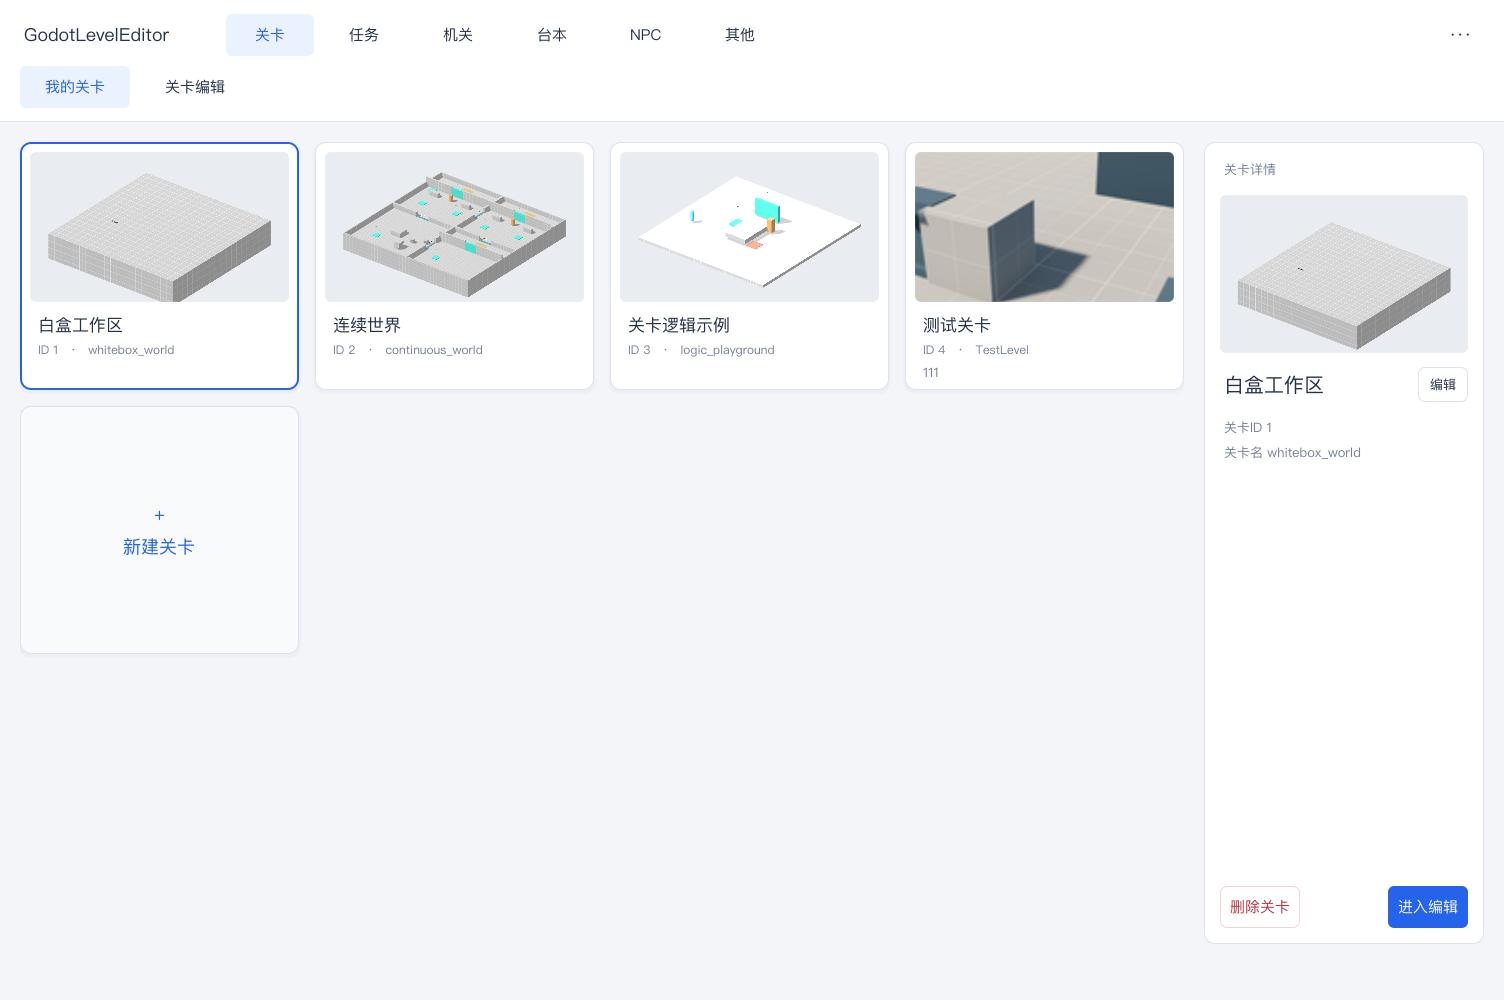 GodotLevelEditor 关卡 任务 机关 台本 NPC 其他 ···
我的关卡 关卡编辑
白盒工作区
ID 1 · whitebox_world
连续世界
ID 2 · continuous_world
关卡逻辑示例
ID 3 · logic_playground
测试关卡
ID 4 · TestLevel
111
+
新建关卡
关卡详情
白盒工作区 编辑
关卡ID 1
关卡名 whitebox_world
删除关卡 进入编辑